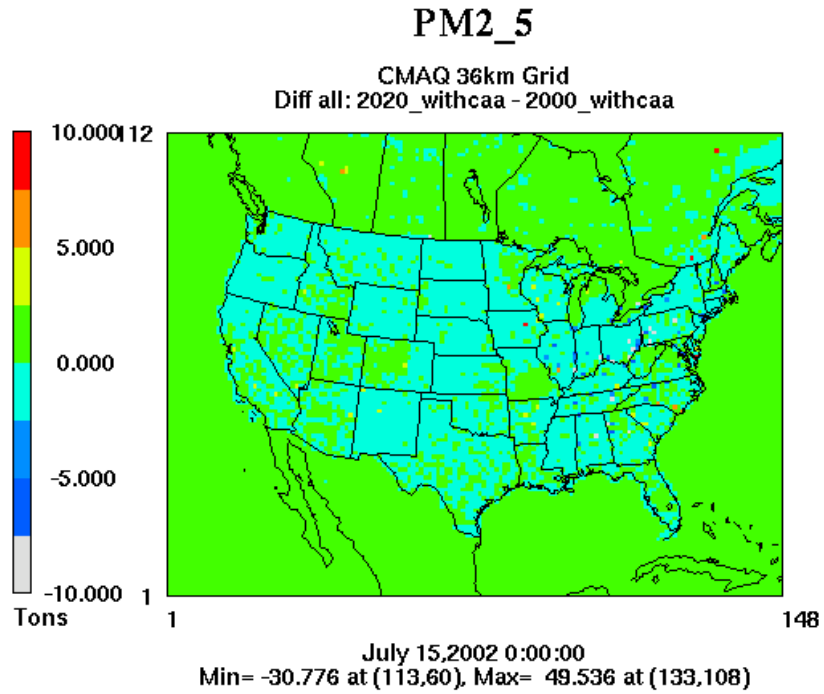 PM2_5
CMAQ 36km Grid
Diff all: 2020_withcaa - 2000_withcaa
10.000
5.000
0.000
-5.000
-10.000
Tons
112
1
1
148
July 15,2002 0:00:00
Min= -30.776 at (113,60), Max= 49.536 at (133,108)